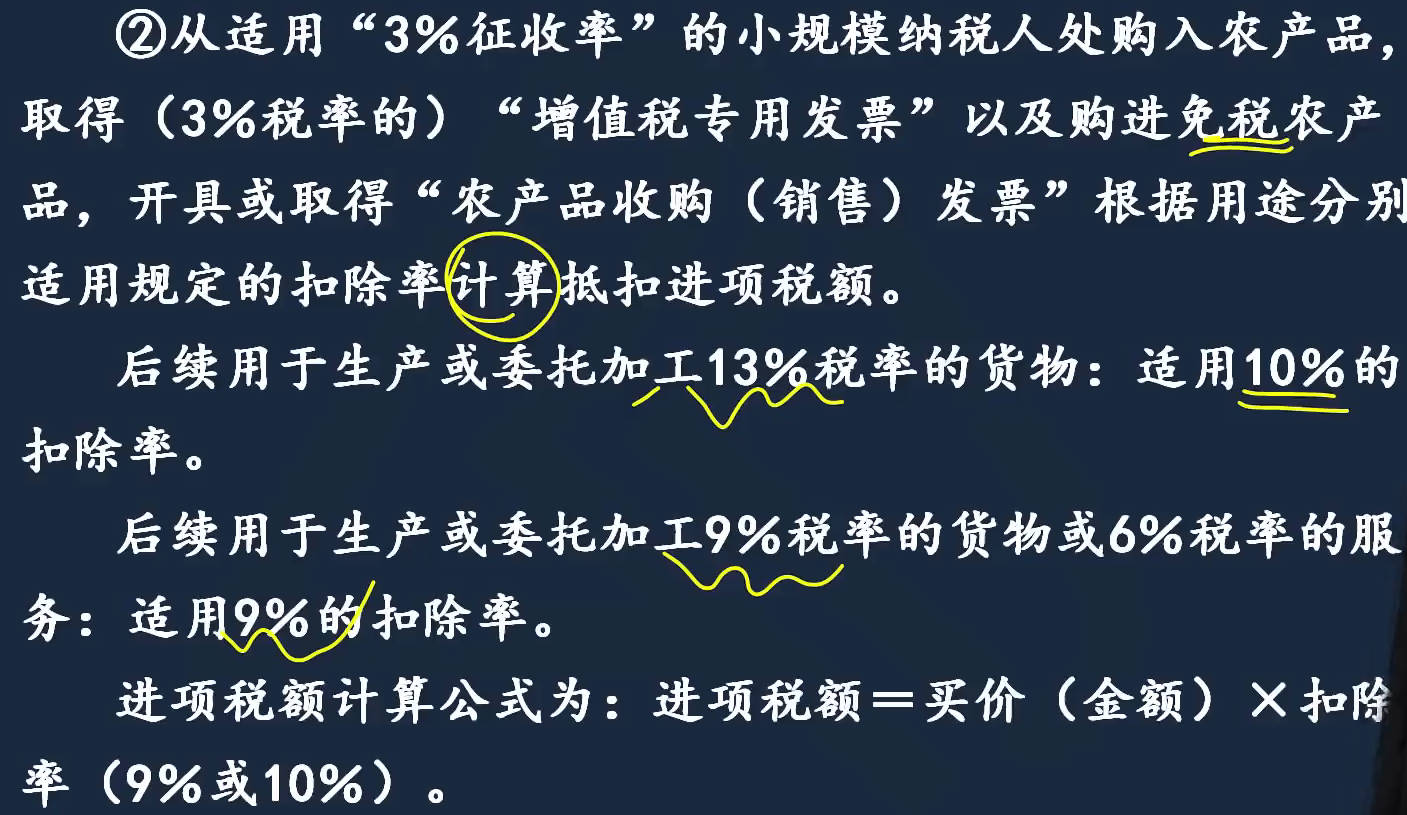 ②从适用“3%征收率”的小规模纳税人处购入农产品，
取得（3%税率的）“增值税专用发票”以及购进免税农产
品，开具或取得“农产品收购（销售）发票”根据用途分别
适用规定的扣除率计算抵扣进项税额。
后续用于生产或委托加工13%税率的货物：适用10%的
扣除率。
后续用于生产或委托加工9%税率的货物或6%税率的服
务：适用9%的扣除率。
进项税额计算公式为：进项税额＝买价（金额）×扣除
率（9%或10%）。